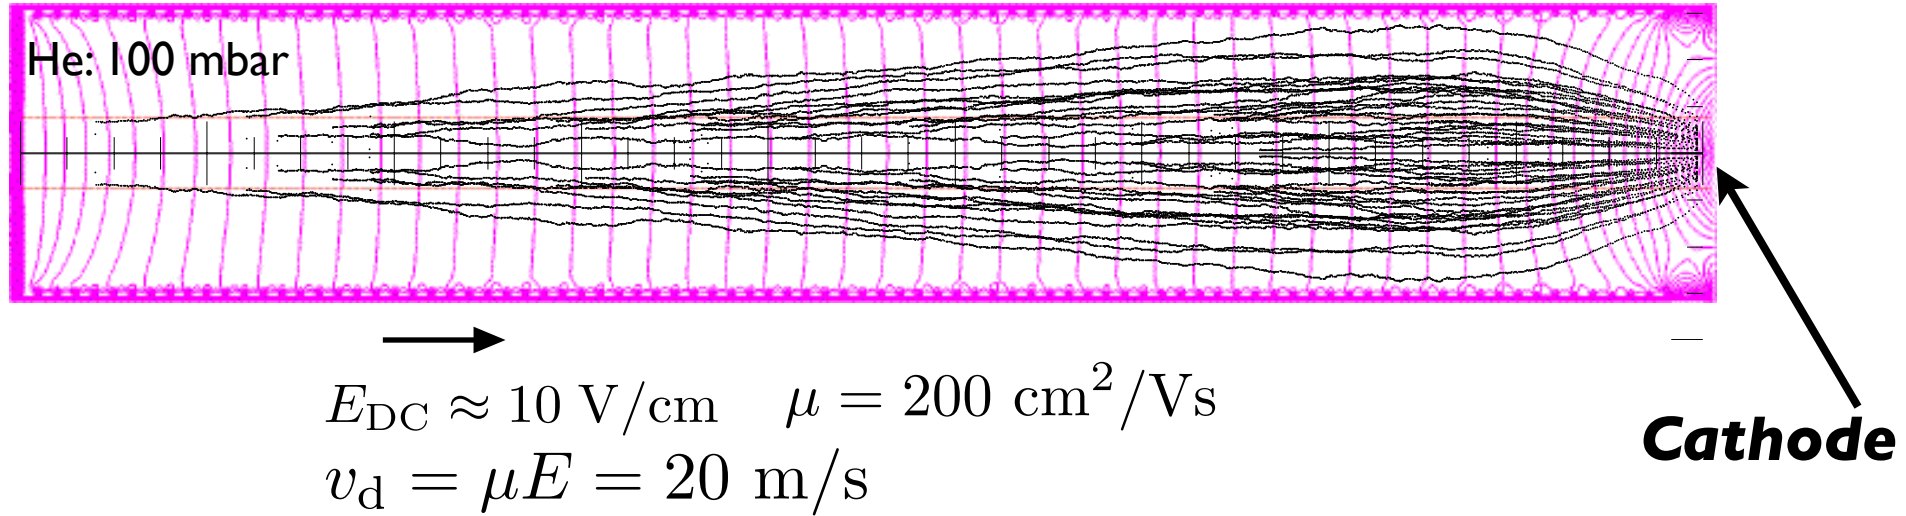 He: 100 mbar
E_DC ≈ 10 V/cm μ = 200 cm²/Vs
v_d = μE = 20 m/s
Cathode